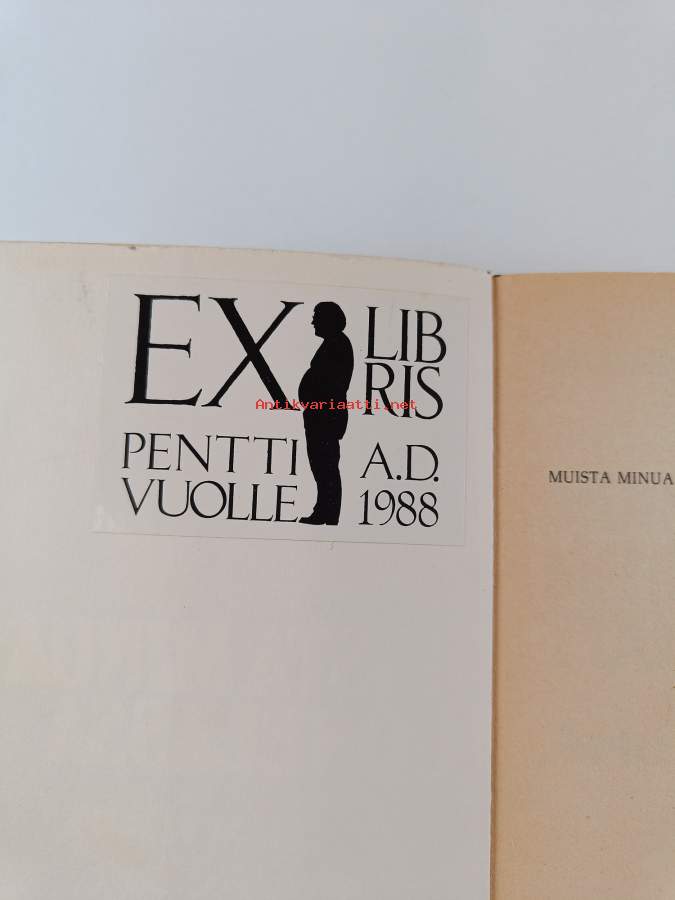 EX LIB
RIS
Antikvariaatti.net
PENTTI A.D.
VUOLLE 1988
MUISTA MINUA